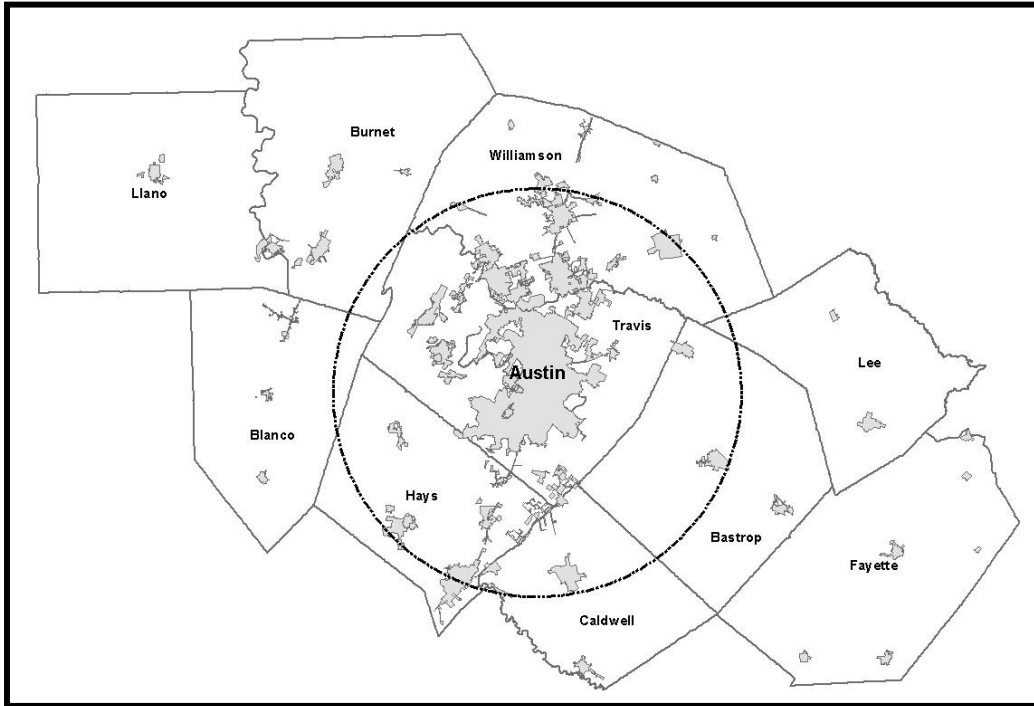 Burnet
Williamson
Llano
Travis
Lee
Austin
Blanco
Hays
Bastrop
Fayette
Caldwell